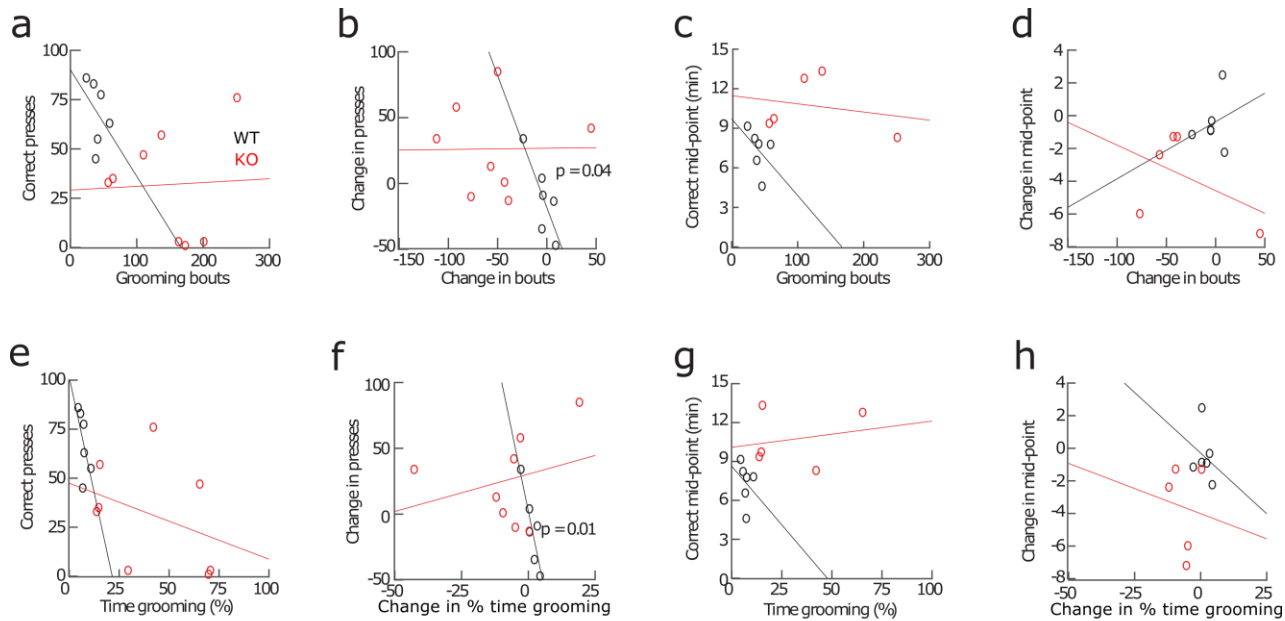 a
100
75
50
25
0
Correct presses
WT
KO
0 100 200 300
Grooming bouts
b
100
50
0
-50
Change in presses
p = 0.04
-150 -100 -50 0 50
Change in bouts
c
15
12
9
6
3
0
Correct mid-point (min)
0 100 200 300
Grooming bouts
d
4
2
0
-2
-4
-6
-8
Change in mid-point
-150 -100 -50 0 50
Change in bouts
e
100
75
50
25
0
Correct presses
0 25 50 75 100
Time grooming (%)
f
100
50
0
-50
Change in presses
p = 0.01
-50 -25 0 25
Change in % time grooming
g
15
12
9
6
3
0
Correct mid-point (min)
0 25 50 75 100
Time grooming (%)
h
4
2
0
-2
-4
-6
-8
Change in mid-point
-50 -25 0 25
Change in % time grooming